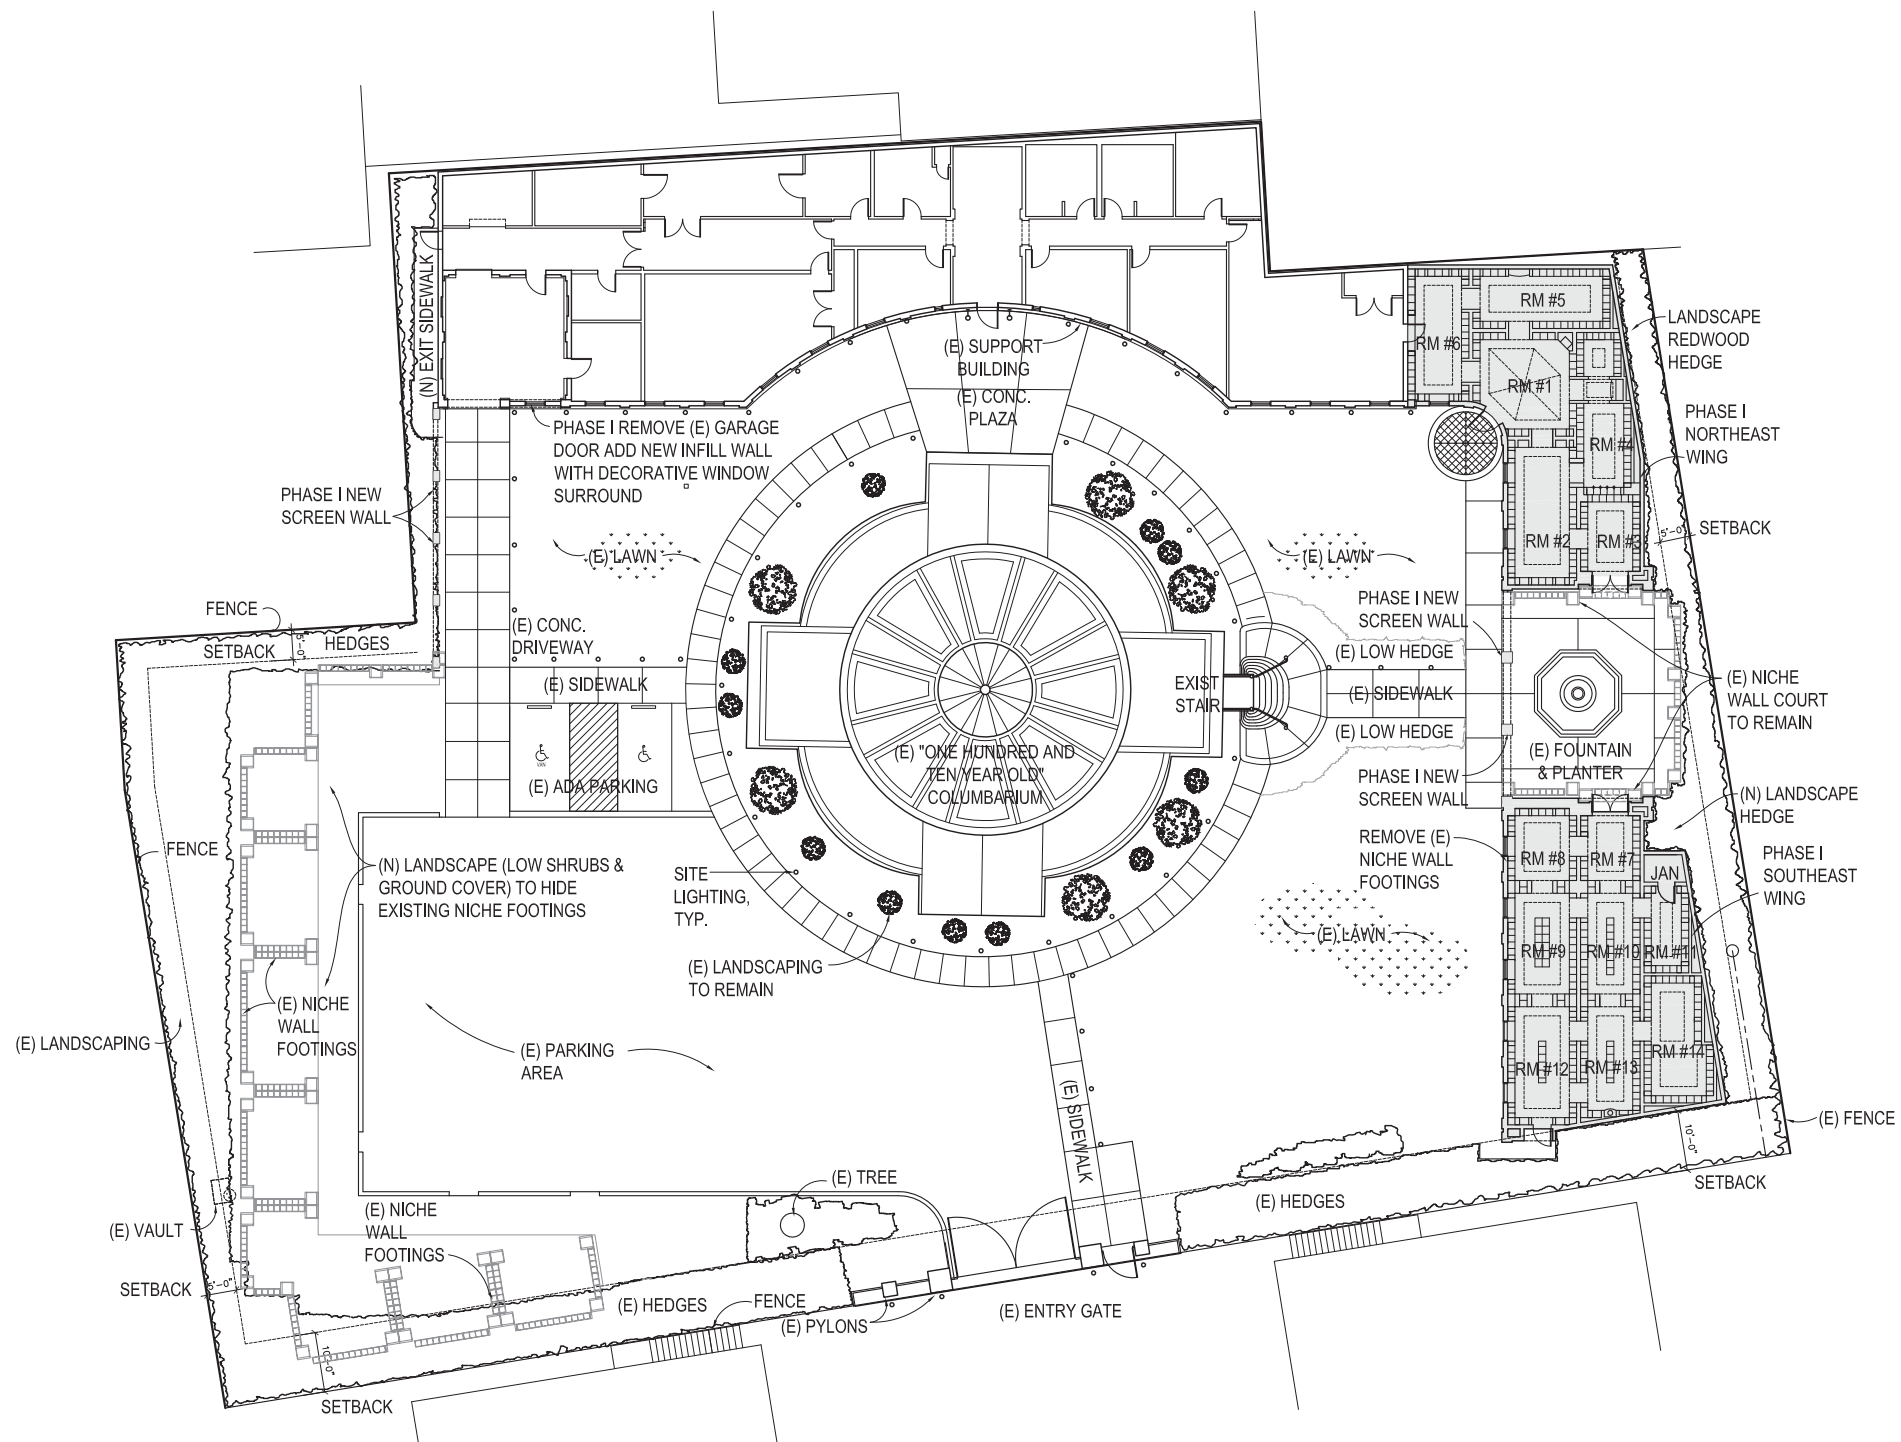 (N) EXIT SIDEWALK
(E) SUPPORT
BUILDING
(E) CONC.
PLAZA
RM #5
RM #6
RM #1
RM #4
RM #2
RM #3
LANDSCAPE
REDWOOD
HEDGE
PHASE I
NORTHEAST
WING
5'-0"
SETBACK
PHASE I REMOVE (E) GARAGE
DOOR ADD NEW INFILL WALL
WITH DECORATIVE WINDOW
SURROUND
PHASE I NEW
SCREEN WALL
(E) LAWN
(E) LAWN
FENCE
SETBACK
5'-0"
HEDGES
(E) CONC.
DRIVEWAY
(E) SIDEWALK
VAN
(E) ADA PARKING
PHASE I NEW
SCREEN WALL
(E) LOW HEDGE
EXIST
STAIR
(E) SIDEWALK
(E) LOW HEDGE
(E) NICHE
WALL COURT
TO REMAIN
(E) FOUNTAIN
& PLANTER
PHASE I NEW
SCREEN WALL
(E) "ONE HUNDRED AND
TEN YEAR OLD"
COLUMBARIUM
(N) LANDSCAPE
HEDGE
REMOVE (E)
NICHE WALL
FOOTINGS
PHASE I
SOUTHEAST
WING
RM #8
RM #7
JAN
RM #9
RM #10
RM #11
RM #12
RM #13
RM #14
FENCE
(N) LANDSCAPE (LOW SHRUBS &
GROUND COVER) TO HIDE
EXISTING NICHE FOOTINGS
SITE
LIGHTING,
TYP.
(E) LANDSCAPING
TO REMAIN
(E) LAWN
(E) NICHE
WALL
FOOTINGS
(E) LANDSCAPING
(E) PARKING
AREA
(E) SIDEWALK
(E) FENCE
10'-0"
SETBACK
(E) TREE
(E) HEDGES
(E) VAULT
(E) NICHE
WALL
FOOTINGS
SETBACK
5'-0"
(E) HEDGES
FENCE
(E) PYLONS
(E) ENTRY GATE
10'-0"
SETBACK